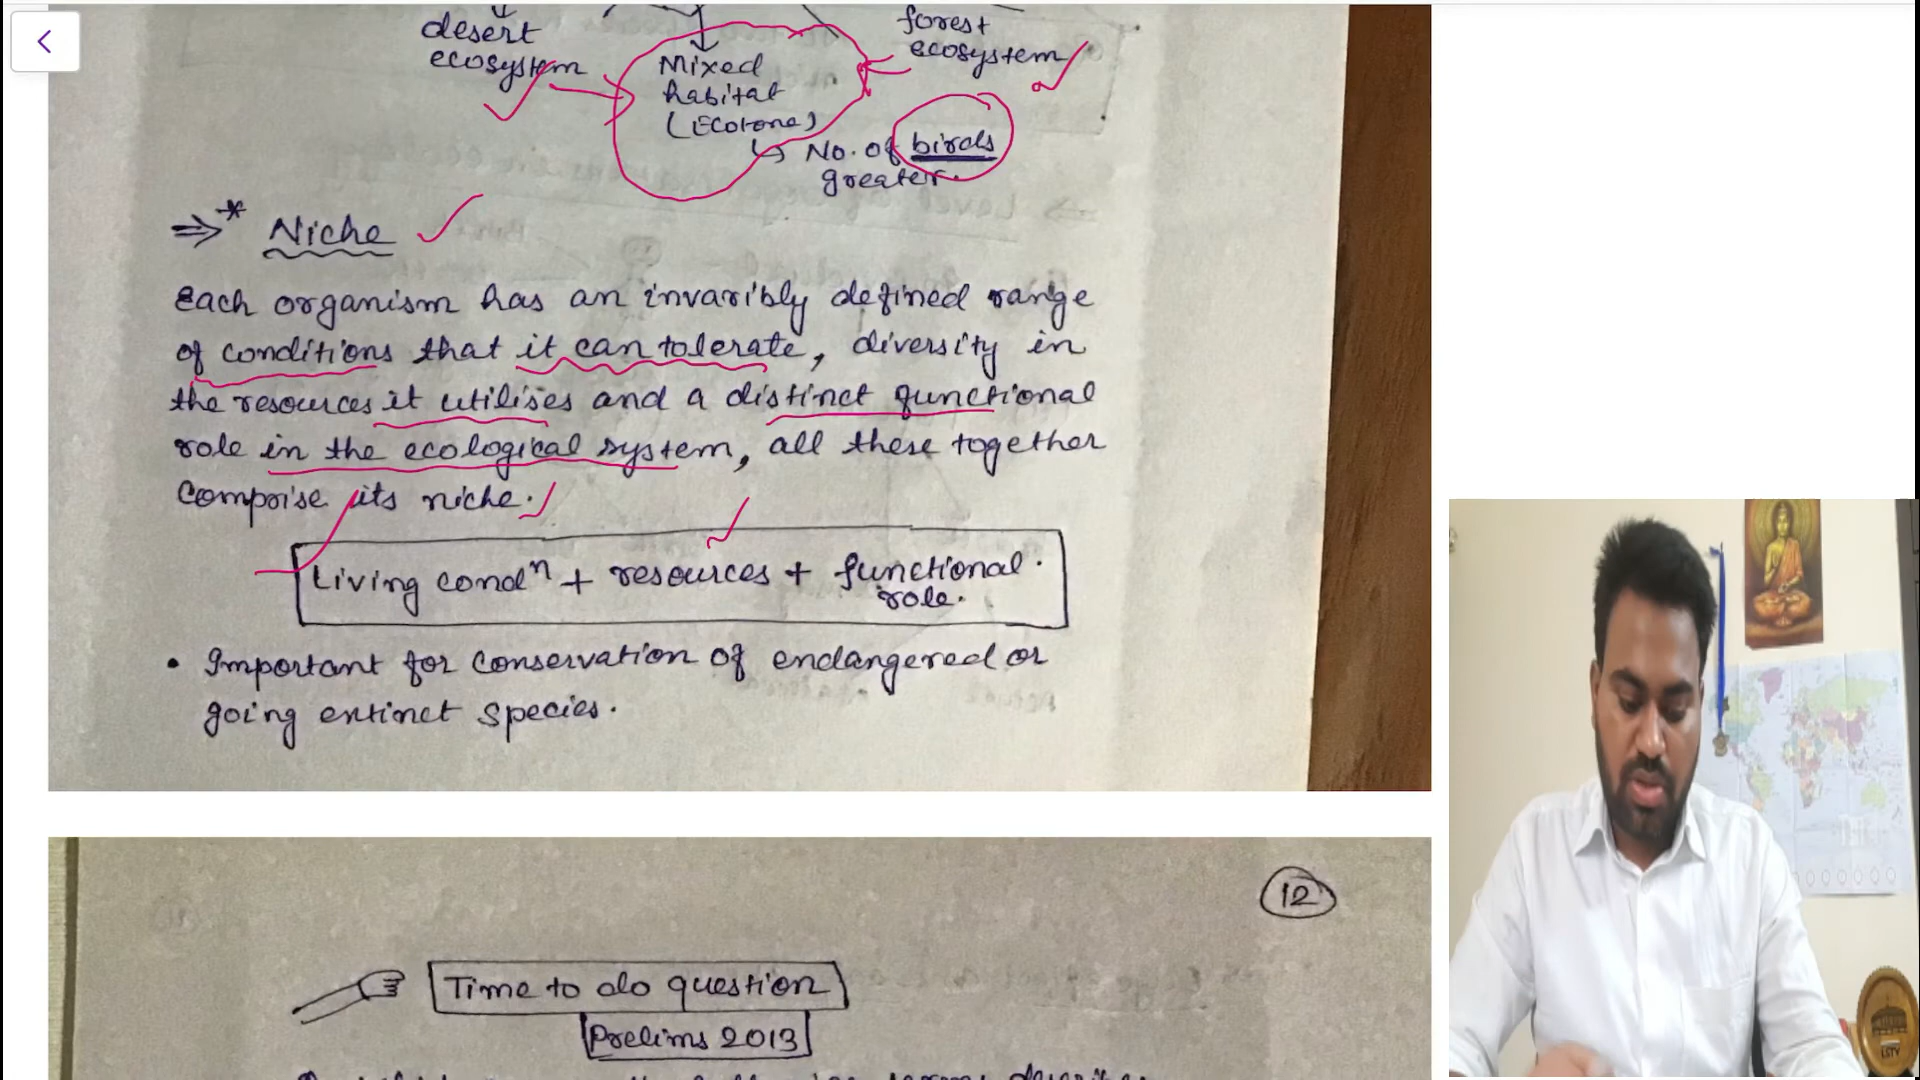 desert
ecosystem
Mixed
habitat
(Ecotone)
forest
ecosystem
No. of birds
greater.
⇒* Niche
Each organism has an invaribly defined range
of conditions that it can tolerate, diversity in
the resources it utilises and a distinct functional
role in the ecological system, all these together
comprise its niche.
Living condⁿ + resources + functional
role.
• Important for conservation of endangered or
going extinct species.
12
Time to do question
Prelims 2013
LSTV